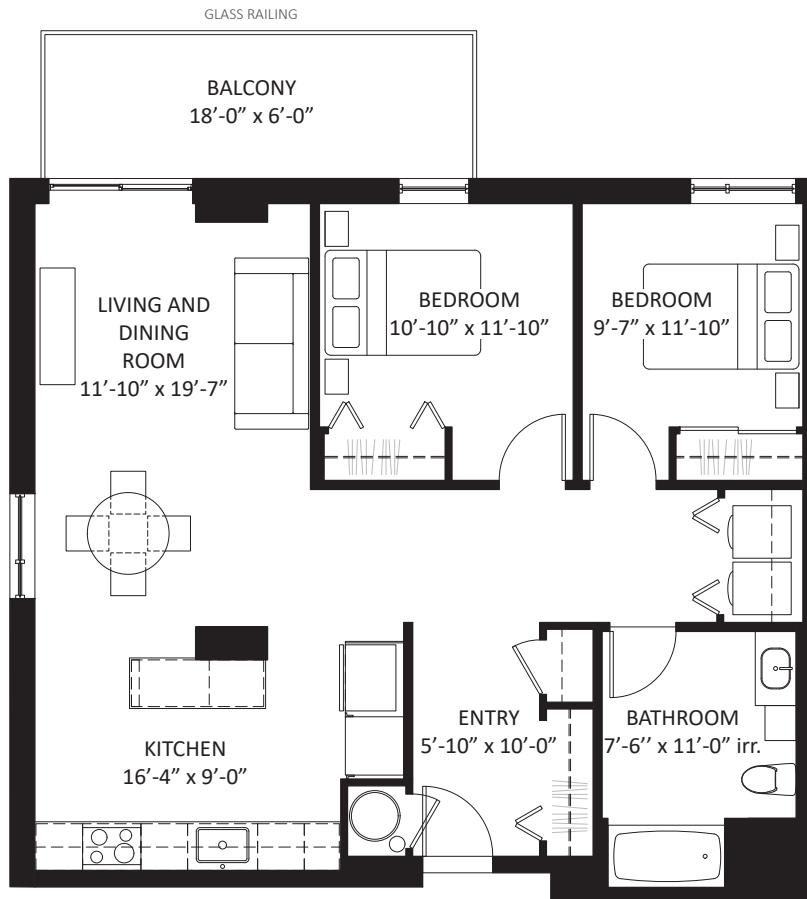 GLASS RAILING
BALCONY
18’-0” x 6’-0”
LIVING AND
DINING
ROOM
11’-10” x 19’-7”
BEDROOM
10’-10” x 11’-10”
BEDROOM
9’-7” x 11’-10”
KITCHEN
16’-4” x 9’-0”
ENTRY
5’-10” x 10’-0”
BATHROOM
7’-6’’ x 11’-0” irr.